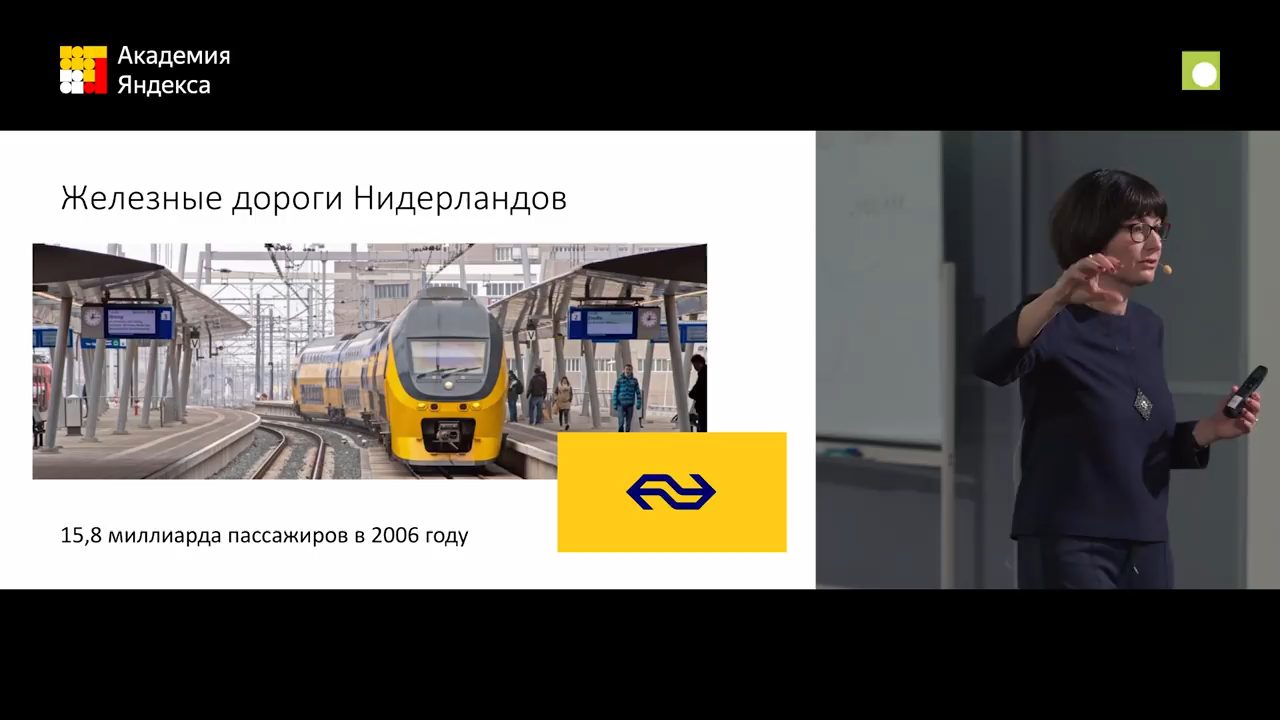 Академия
Яндекса
Железные дороги Нидерландов
15,8 миллиарда пассажиров в 2006 году